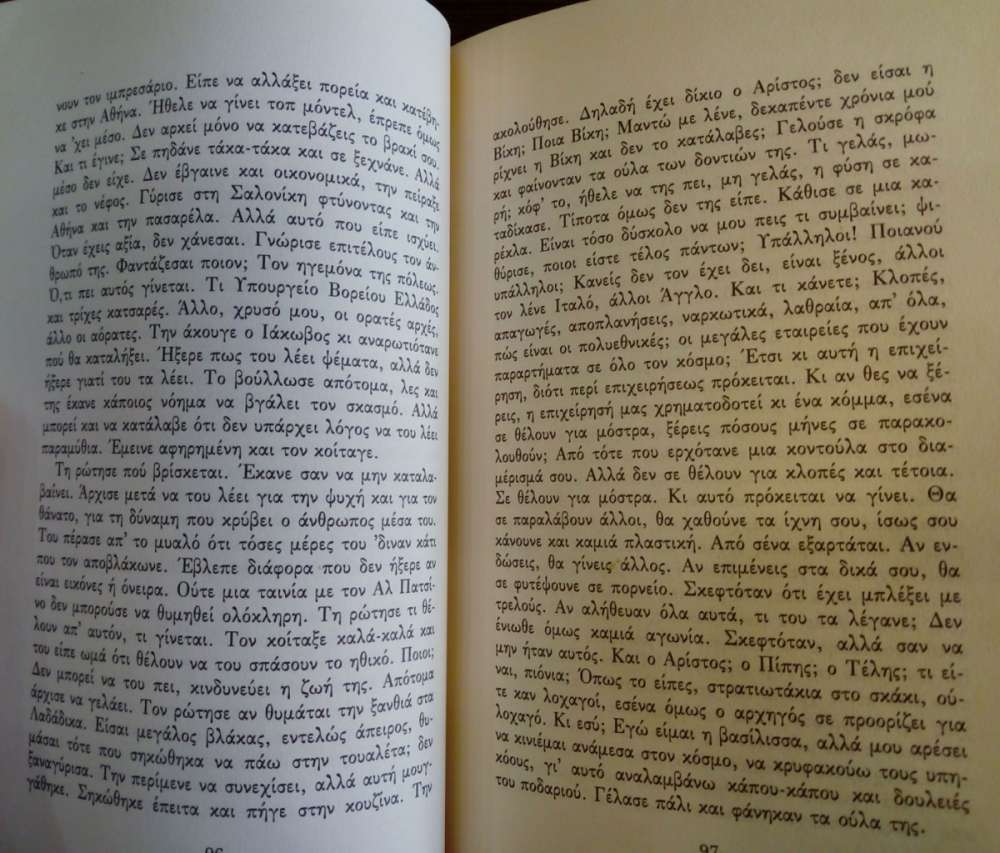 νουν τον ιμπρεσάριο. Είπε να αλλάξει πορεία και κατέβη-
κε στην Αθήνα. Ήθελε να γίνει τοπ μόντελ, έπρεπε όμως
να 'χει μέσο. Δεν αρκεί μόνο να κατεβάζεις το βρακί σου.
Και τι έγινε; Σε πηδάνε τάκα-τάκα και σε ξεχνάνε. Αλλά
μέσο δεν είχε. Δεν έβγαινε και οικονομικά, την πείραξε
και το νέφος. Γύρισε στη Σαλονίκη φτύνοντας και την
Αθήνα και την πασαρέλα. Αλλά αυτό που είπε ισχύει.
Όταν έχεις αξία, δεν χάνεσαι. Γνώρισε επιτέλους τον άν-
θρωπό της. Φαντάζεσαι ποιον; Τον ηγεμόνα της πόλεως.
Ό,τι πει αυτός γίνεται. Τι Υπουργείο Βορείου Ελλάδος
και τρίχες κατσαρές. Άλλο, χρυσό μου, οι ορατές αρχές,
άλλο οι αόρατες. Την άκουγε ο Ιάκωβος κι αναρωτιότανε
πού θα καταλήξει. Ήξερε πως του λέει ψέματα, αλλά δεν
ήξερε γιατί του τα λέει. Το βούλλωσε απότομα, λες και
της έκανε κάποιος νόημα να βγάλει τον σκασμό. Αλλά
μπορεί και να κατάλαβε ότι δεν υπάρχει λόγος να του λέει
παραμύθια. Έμεινε αφηρημένη και τον κοίταγε.
Τη ρώτησε πού βρίσκεται. Έκανε σαν να μην καταλα-
βαίνει. Άρχισε μετά να του λέει για την ψυχή και για τον
θάνατο, για τη δύναμη που κρύβει ο άνθρωπος μέσα του.
Του πέρασε απ' το μυαλό ότι τόσες μέρες του 'διναν κάτι
που τον αποβλάκωνε. Έβλεπε διάφορα που δεν ήξερε αν
είναι εικόνες ή όνειρα. Ούτε μια ταινία με τον Αλ Πατσί-
νο δεν μπορούσε να θυμηθεί ολόκληρη. Τη ρώτησε τι θέ-
λουν απ' αυτόν, τι γίνεται. Τον κοίταξε καλά-καλά και
του είπε ωμά ότι θέλουν να του σπάσουν το ηθικό. Ποιοι;
Δεν μπορεί να του πει, κινδυνεύει η ζωή της. Απότομα
άρχισε να γελάει. Τον ρώτησε αν θυμάται την ξανθιά στα
Λαδάδικα. Είσαι μεγάλος βλάκας, εντελώς άπειρος, θυ-
μάσαι τότε που σηκώθηκα να πάω στην τουαλέτα; δεν
ξαναγύρισα. Την περίμενε να συνεχίσει, αλλά αυτή μουγ-
γάθηκε. Σηκώθηκε έπειτα και πήγε στην κουζίνα. Την
96
ακολούθησε. Δηλαδή έχει δίκιο ο Αρίστος; δεν είσαι η
Βίκη; Ποια Βίκη; Μαντώ με λένε, δεκαπέντε χρόνια μού
ρίχνει η Βίκη και δεν το κατάλαβες; Γελούσε η σκρόφα
και φαίνονταν τα ούλα των δοντιών της. Τι γελάς, μω-
ρή; κόφ' το, ήθελε να της πει, μη γελάς, η φύση σε κα-
ταδίκασε. Τίποτα όμως δεν της είπε. Κάθισε σε μια κα-
ρέκλα. Είναι τόσο δύσκολο να μου πεις τι συμβαίνει; ψι-
θύρισε, ποιοι είστε τέλος πάντων; Υπάλληλοι! Ποιανού
υπάλληλοι; Κανείς δεν τον έχει δει, είναι ξένος, άλλοι
τον λένε Ιταλό, άλλοι Άγγλο. Και τι κάνετε; Κλοπές,
απαγωγές, αποπλανήσεις, ναρκωτικά, λαθραία, απ' όλα,
πώς είναι οι πολυεθνικές; οι μεγάλες εταιρείες που έχουν
παραρτήματα σε όλο τον κόσμο; Έτσι κι αυτή η επιχεί-
ρηση, διότι περί επιχειρήσεως πρόκειται. Κι αν θες να ξέ-
ρεις, η επιχείρησή μας χρηματοδοτεί κι ένα κόμμα, εσένα
σε θέλουν για μόστρα, ξέρεις πόσους μήνες σε παρακο-
λουθούν; Από τότε που ερχότανε μια κοντούλα στο δια-
μέρισμά σου. Αλλά δεν σε θέλουν για κλοπές και τέτοια.
Σε θέλουν για μόστρα. Κι αυτό πρόκειται να γίνει. Θα
σε παραλάβουν άλλοι, θα χαθούνε τα ίχνη σου, ίσως σου
κάνουνε και καμιά πλαστική. Από σένα εξαρτάται. Αν εν-
δώσεις, θα γίνεις άλλος. Αν επιμένεις στα δικά σου, θα
σε φυτέψουνε σε πορνείο. Σκεφτόταν ότι έχει μπλέξει με
τρελούς. Αν αλήθευαν όλα αυτά, τι του τα λέγανε; Δεν
ένιωθε όμως καμιά αγωνία. Σκεφτόταν, αλλά σαν να
μην ήταν αυτός. Και ο Αρίστος; ο Πίπης; ο Τέλης; τι εί-
ναι, πιόνια; Όπως το είπες, στρατιωτάκια στο σκάκι, ού-
τε καν λοχαγοί, εσένα όμως ο αρχηγός σε προορίζει για
λοχαγό. Κι εσύ; Εγώ είμαι η βασίλισσα, αλλά μου αρέσει
να κινιέμαι ανάμεσα στον κόσμο, να κρυφακούω τους υπη-
κόους, γι' αυτό αναλαμβάνω κάπου-κάπου και δουλειές
του ποδαριού. Γέλασε πάλι και φάνηκαν τα ούλα της.
97